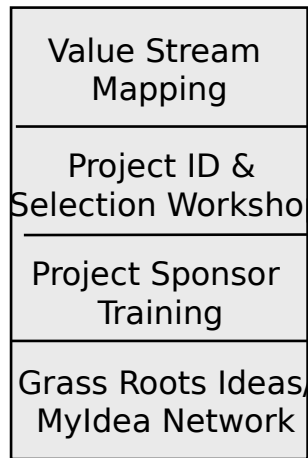 Value Stream
Mapping
Project ID &
Selection Worksho
Project Sponsor
Training
Grass Roots Ideas/
MyIdea Network